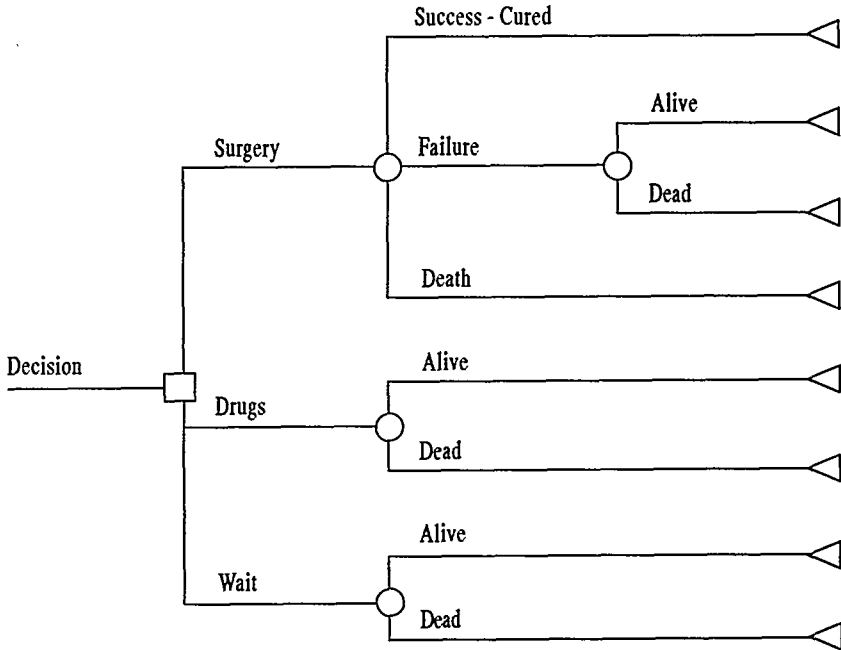 Success - Cured
Alive
Surgery
Failure
Dead
Death
Decision
Alive
Drugs
Dead
Alive
Wait
Dead